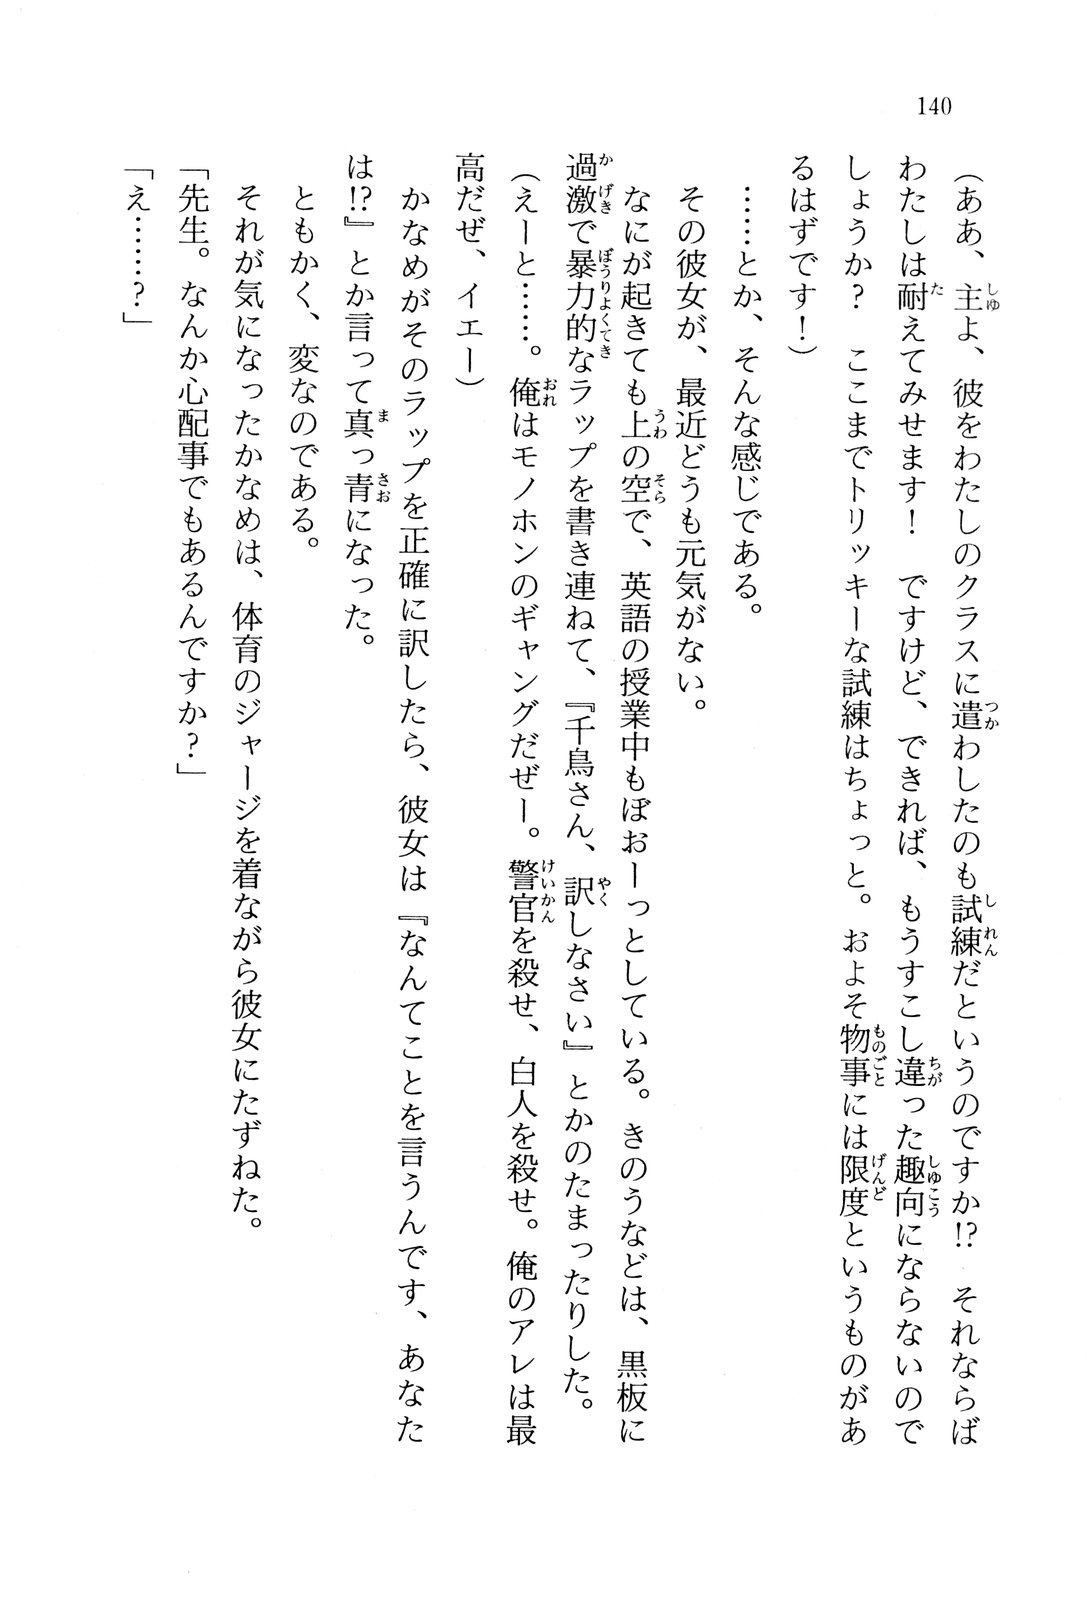 140
(ああ、主よ、彼をわたしのクラスに遣わしたのも試練だというのですか!? それならば
わたしは耐えてみせます! ですけど、できれば、もうすこし違った趣向にならないので
しょうか? ここまでトリッキーな試練はちょっと。およそ物事には限度というものがあ
るはずです!)
……とか、そんな感じである。
その彼女が、最近どうも元気がない。
なにが起きても上の空で、英語の授業中もぼおーっとしている。きのうなどは、黒板に
過激で暴力的なラップを書き連ねて、『千鳥さん、訳しなさい』とかのたまったりした。
(えーと……。俺はモノホンのギャングだぜー。警官を殺せ、白人を殺せ。俺のアレは最
高だぜ、イエー)
かなめがそのラップを正確に訳したら、彼女は『なんてことを言うんです、あなた
は!?』とか言って真っ青になった。
ともかく、変なのである。
それが気になったかなめは、体育のジャージを着ながら彼女にたずねた。
「先生。なんか心配事でもあるんですか?」
「え……?」